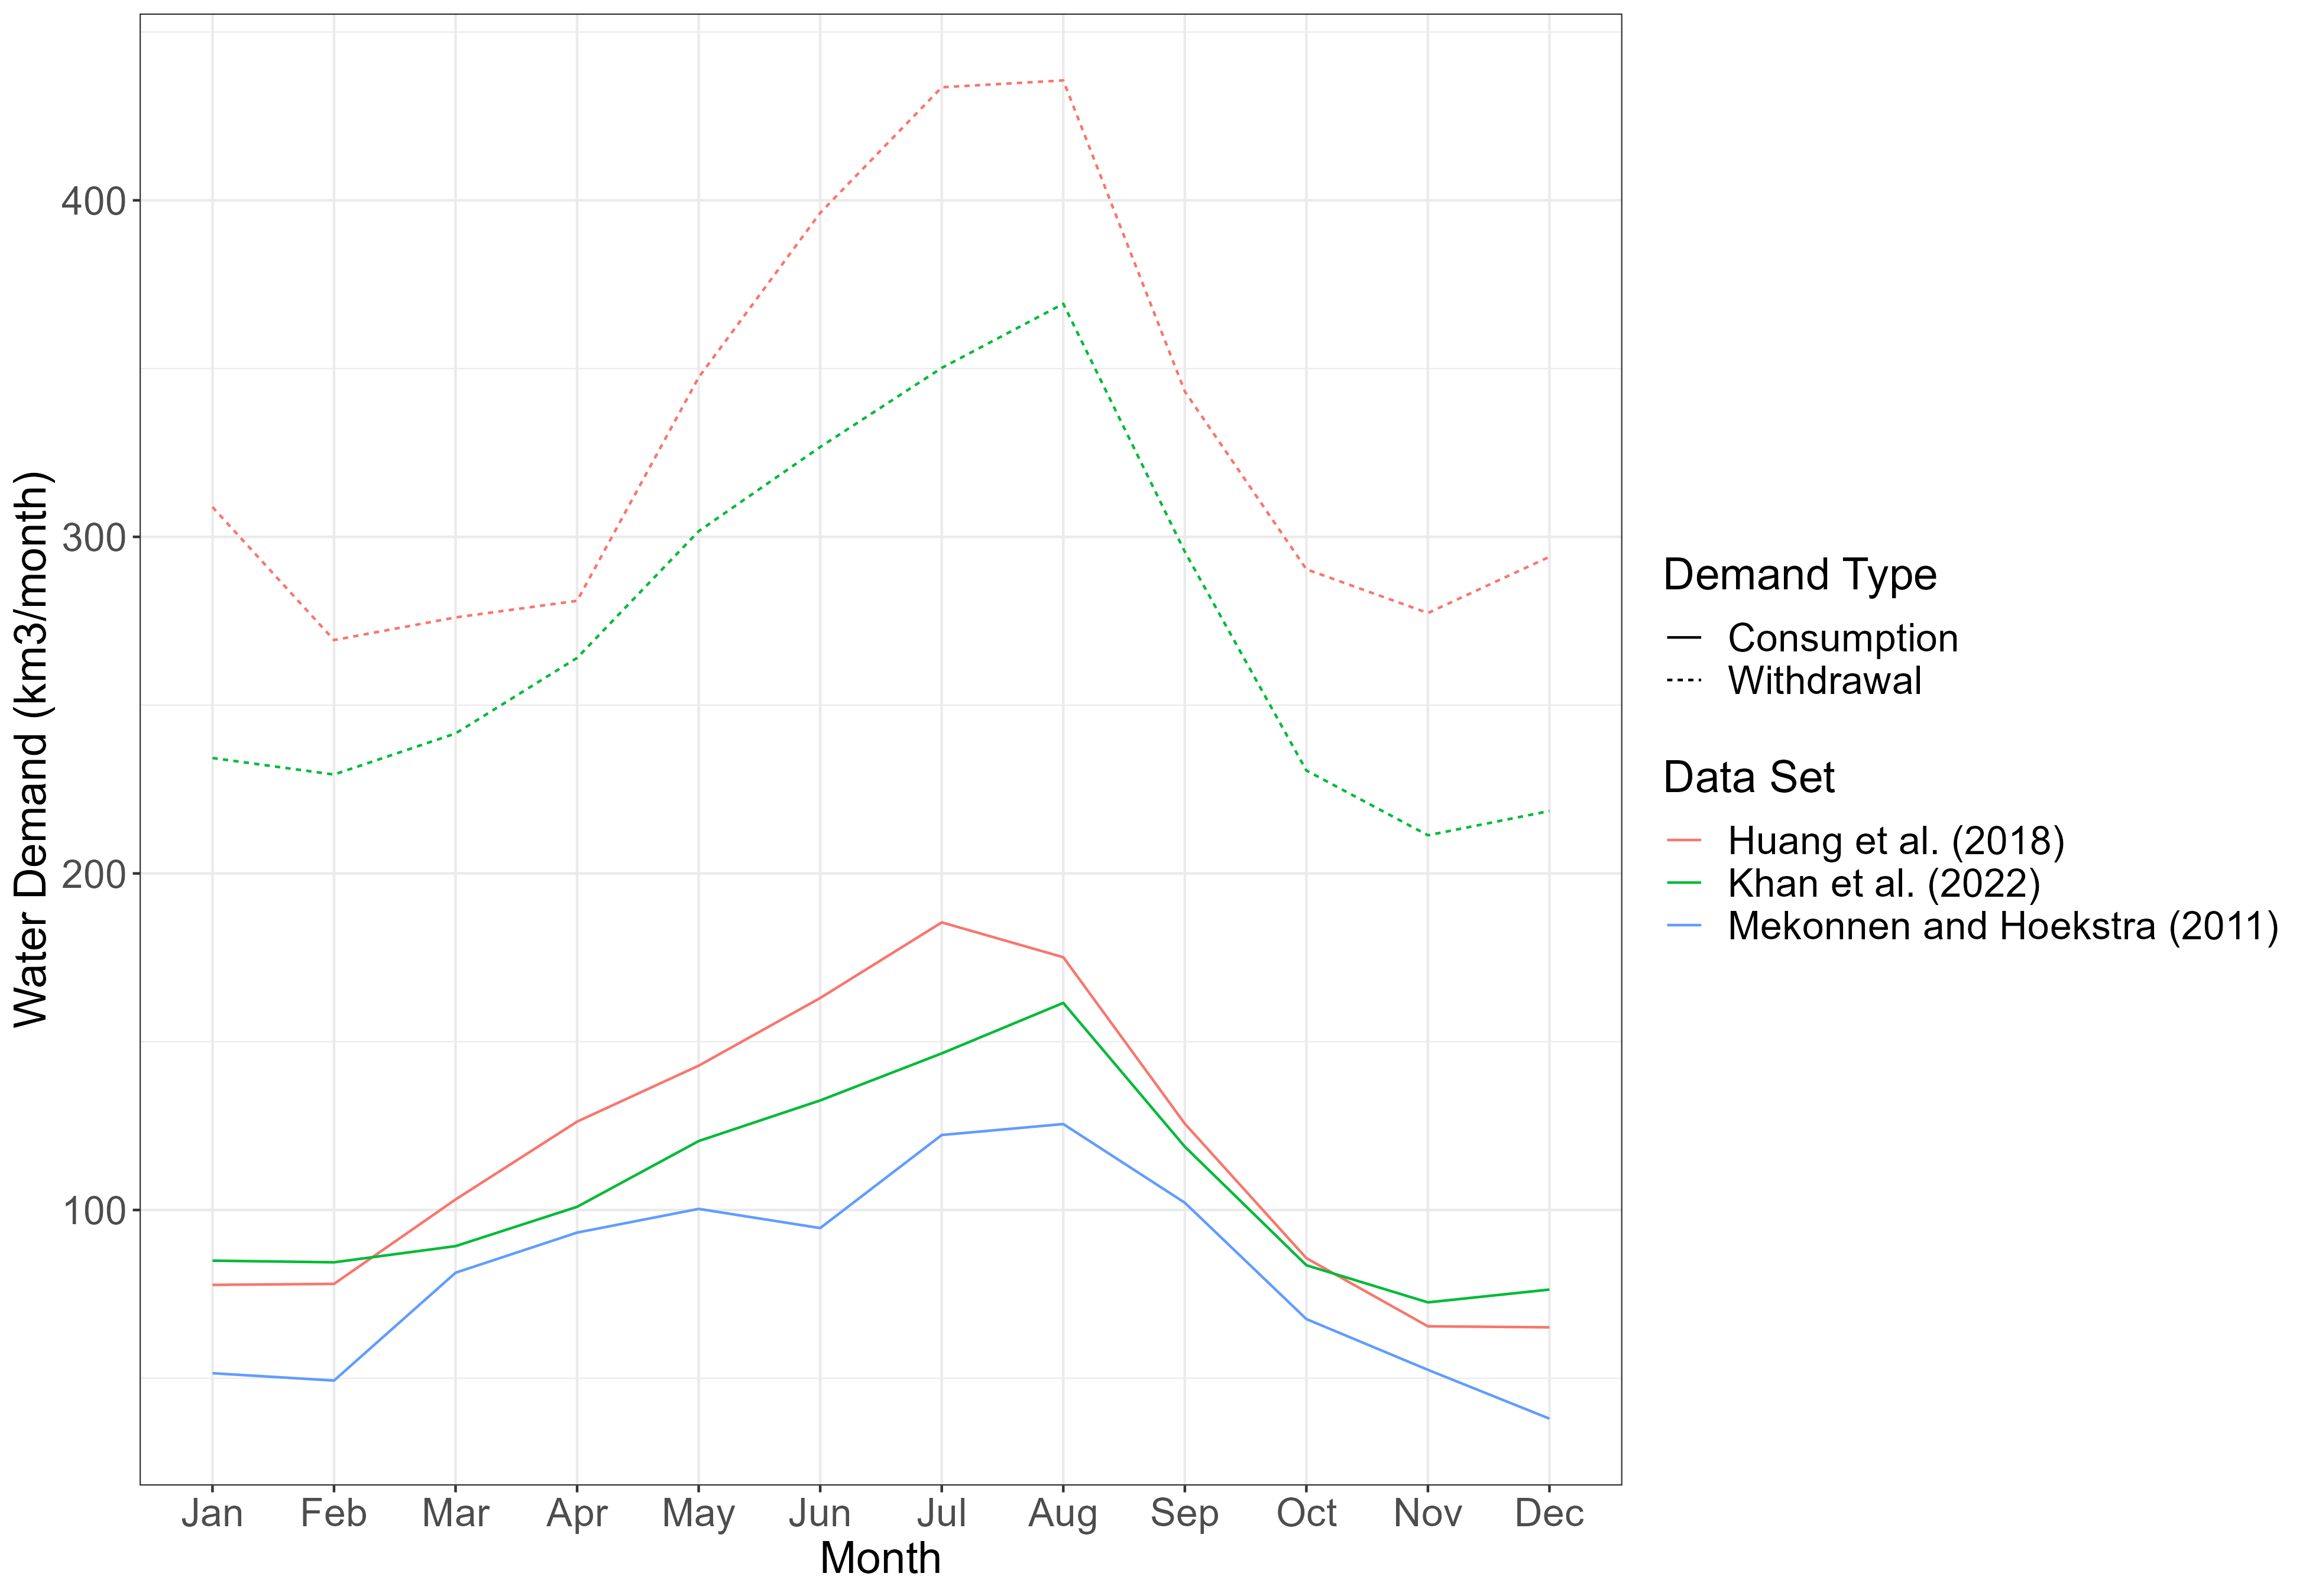 Water Demand (km3/month)
400
300
200
100
Jan Feb Mar Apr May Jun Jul Aug Sep Oct Nov Dec
Month
Demand Type
Consumption
Withdrawal
Data Set
Huang et al. (2018)
Khan et al. (2022)
Mekonnen and Hoekstra (2011)